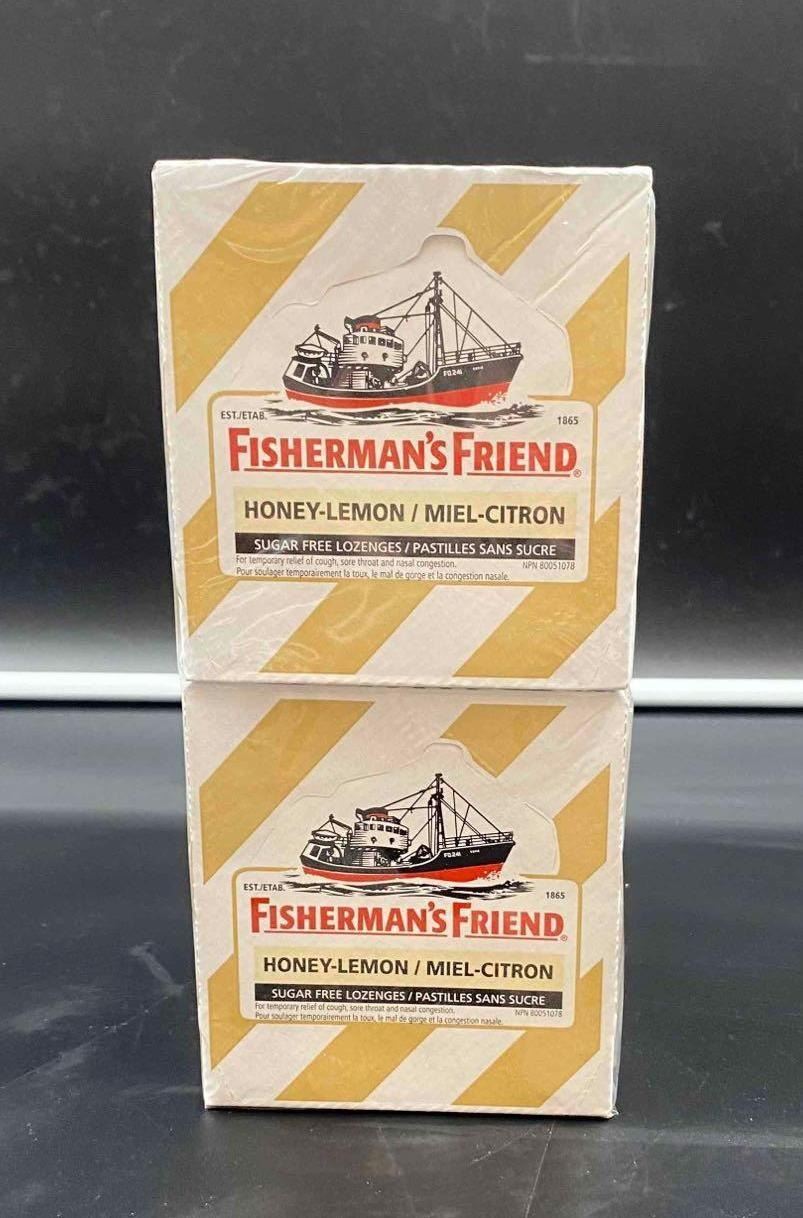 FD241
EST./ETAB.
1865
FISHERMAN'S FRIEND®
HONEY-LEMON / MIEL-CITRON
SUGAR FREE LOZENGES / PASTILLES SANS SUCRE
For temporary relief of cough, sore throat and nasal congestion. NPN 80051078
Pour soulager temporairement la toux, le mal de gorge et la congestion nasale.
FD241
EST./ETAB.
1865
FISHERMAN'S FRIEND®
HONEY-LEMON / MIEL-CITRON
SUGAR FREE LOZENGES / PASTILLES SANS SUCRE
For temporary relief of cough, sore throat and nasal congestion. NPN 80051078
Pour soulager temporairement la toux, le mal de gorge et la congestion nasale.